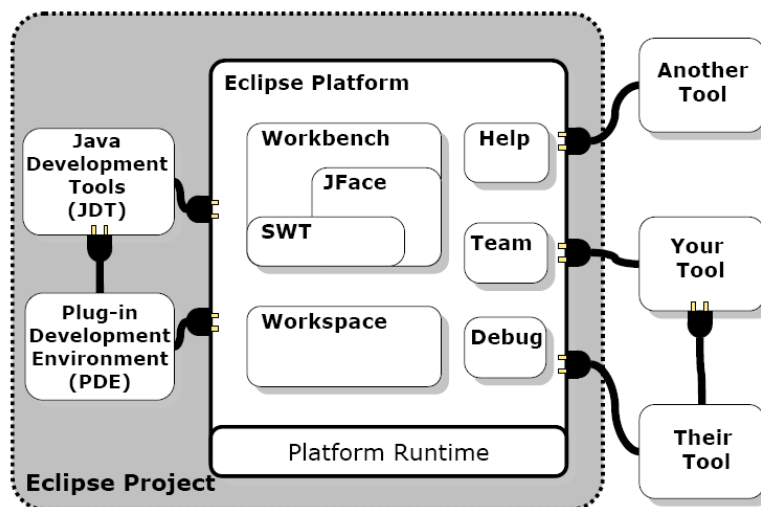 Eclipse Platform
Another
Tool
Java
Development
Tools
(JDT)
Workbench
JFace
SWT
Help
Team
Your
Tool
Plug-in
Development
Environment
(PDE)
Workspace
Debug
Their
Tool
Platform Runtime
Eclipse Project